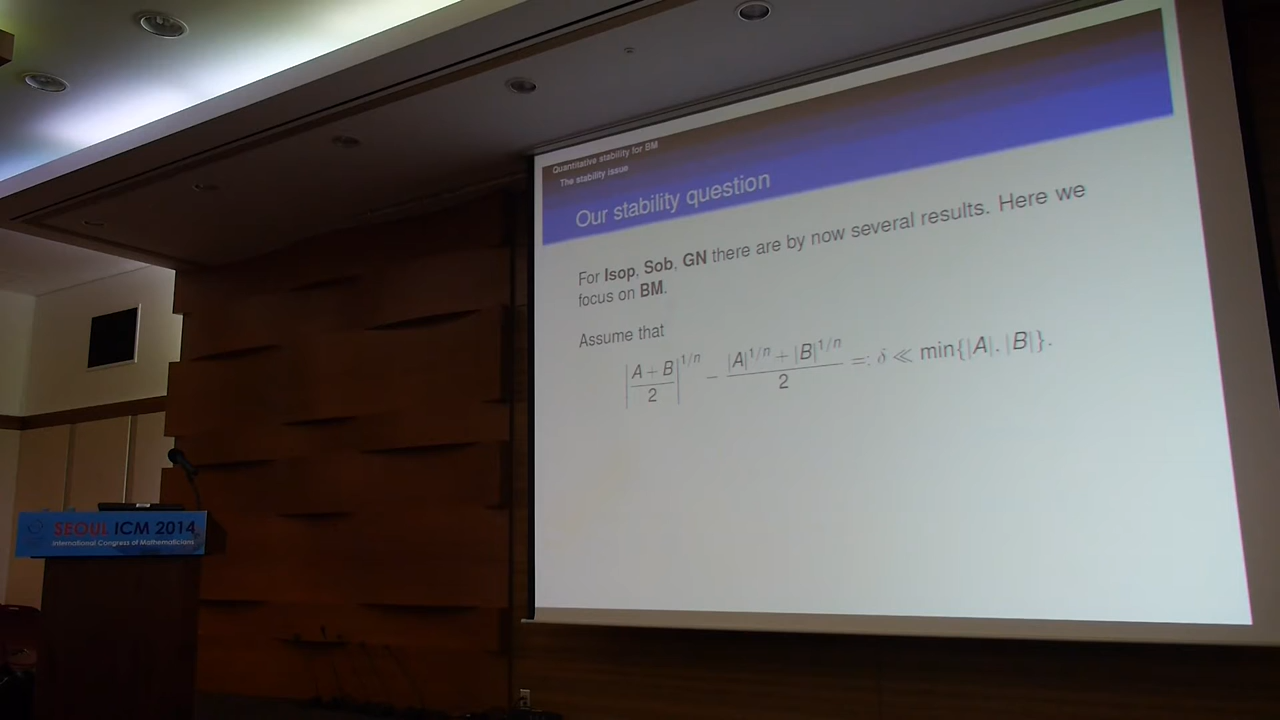 Quantitative stability for BM
The stability issue
Our stability question
For Isop, Sob, GN there are by now several results. Here we
focus on BM.
Assume that
|A + B / 2|^{1/n} − |A|^{1/n} + |B|^{1/n} / 2 =: δ ≪ min{|A|, |B|}.
SEOUL ICM 2014
International Congress of Mathematicians